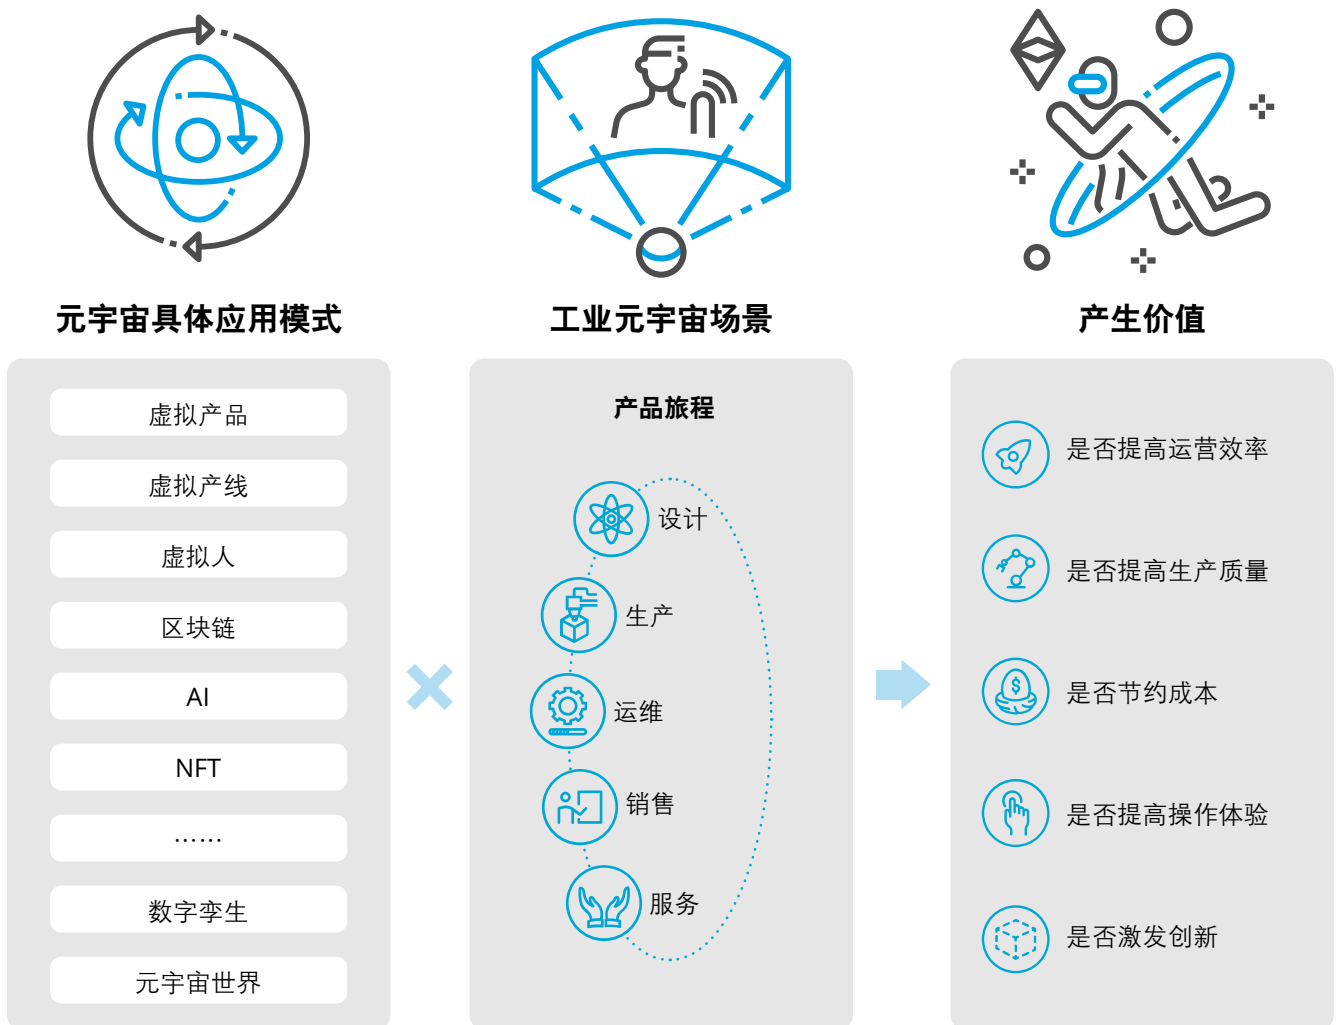 元宇宙具体应用模式
虚拟产品
虚拟产线
虚拟人
区块链
AI
NFT
……
数字孪生
元宇宙世界
工业元宇宙场景
产品旅程
设计
生产
运维
销售
服务
产生价值
是否提高运营效率
是否提高生产质量
$
是否节约成本
是否提高操作体验
是否激发创新